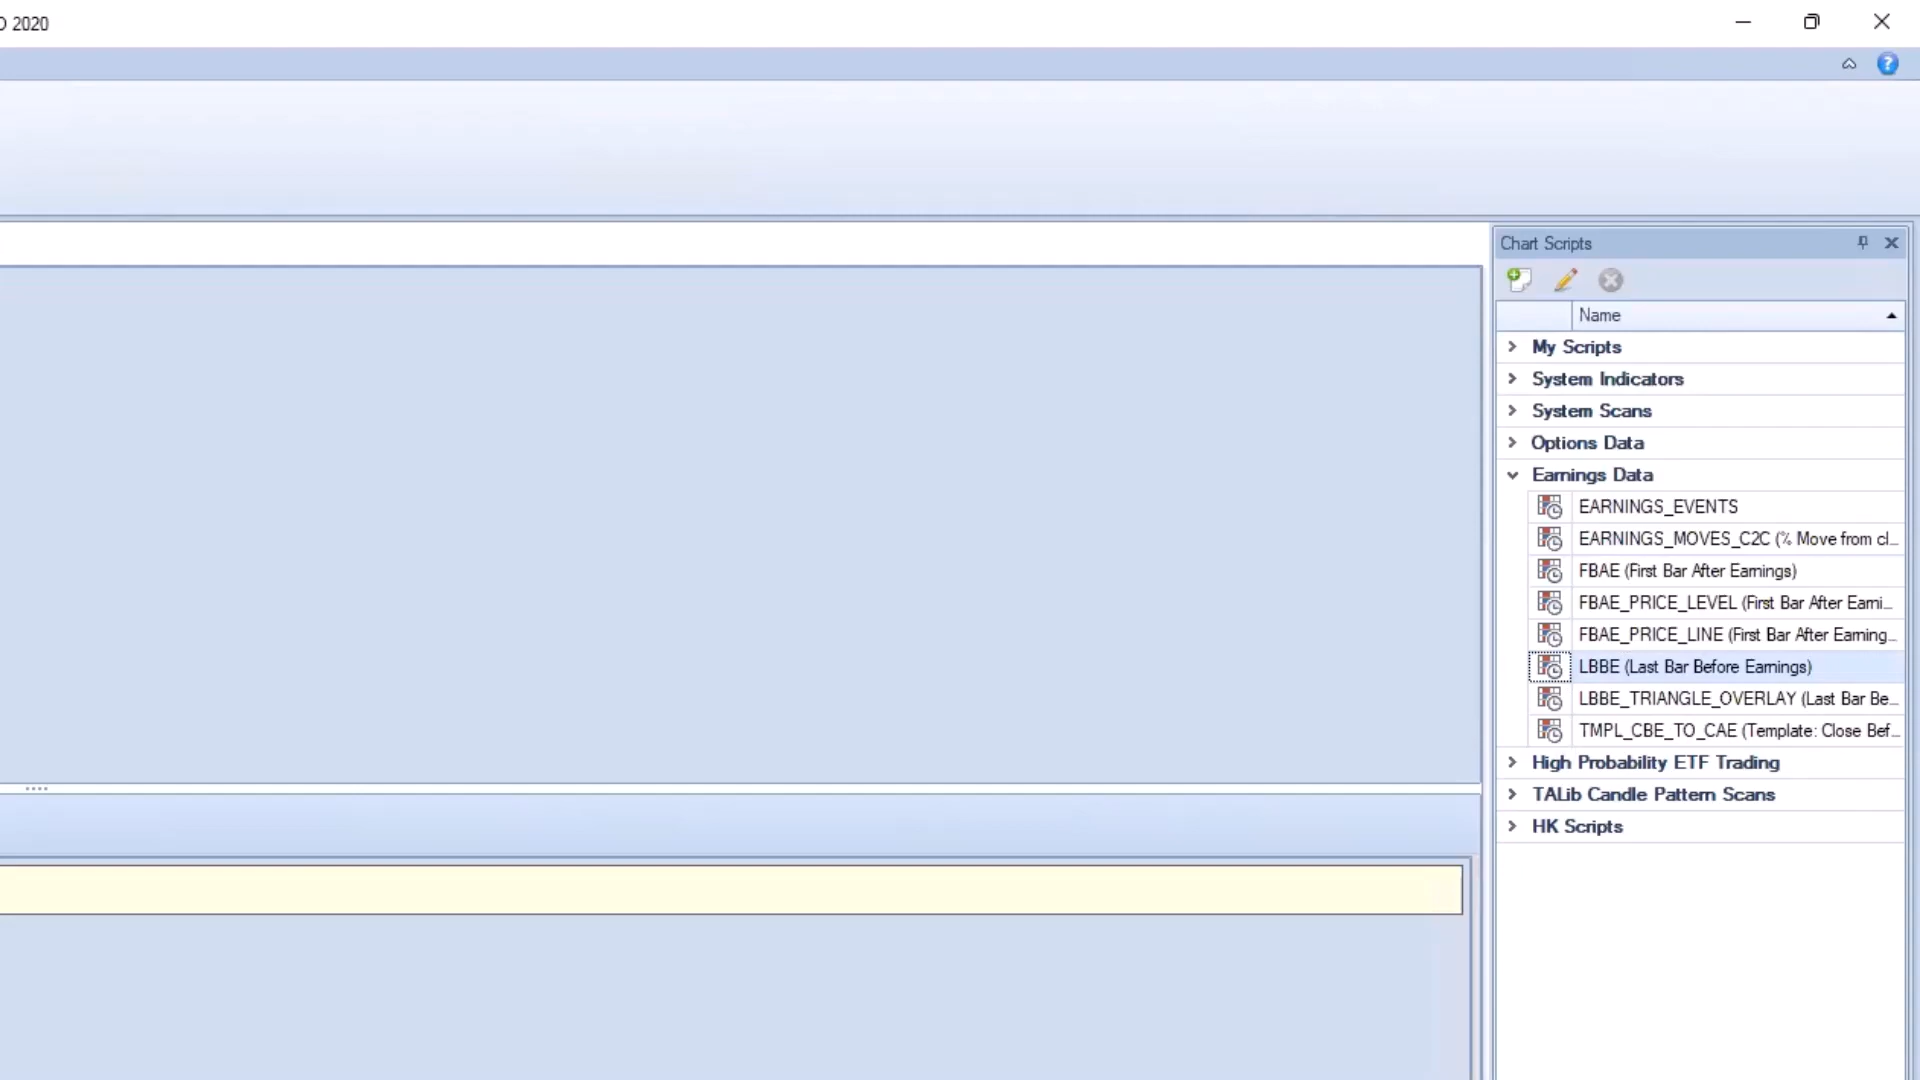 2020
Chart Scripts
Name
My Scripts
System Indicators
System Scans
Options Data
Earnings Data
EARNINGS_EVENTS
EARNINGS_MOVES_C2C (% Move from cl...
FBAE (First Bar After Earnings)
FBAE_PRICE_LEVEL (First Bar After Earni...
FBAE_PRICE_LINE (First Bar After Earning...
LBBE (Last Bar Before Earnings)
LBBE_TRIANGLE_OVERLAY (Last Bar Be...
TMPL_CBE_TO_CAE (Template: Close Bef...
High Probability ETF Trading
TALib Candle Pattern Scans
HK Scripts